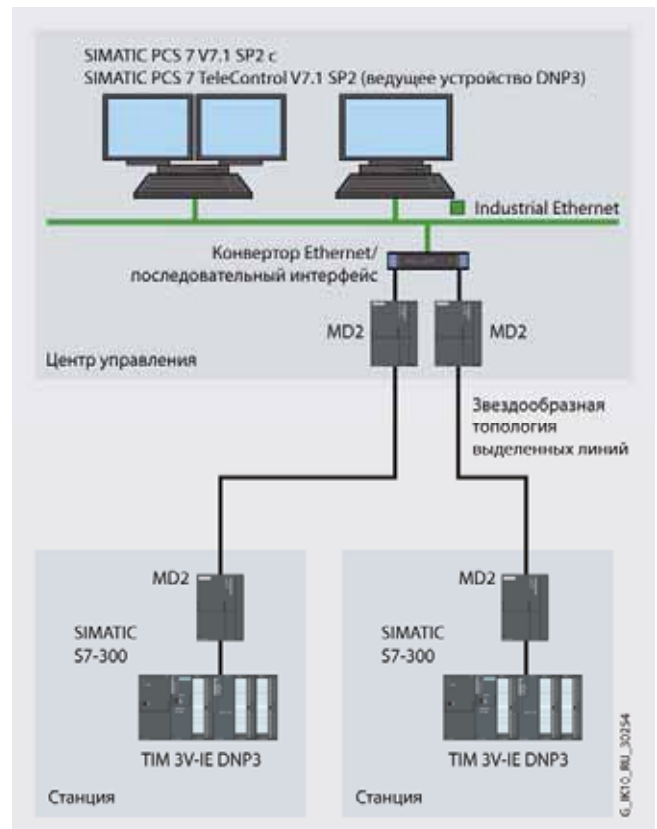 SIMATIC PCS 7 V7.1 SP2 с
SIMATIC PCS 7 TeleControl V7.1 SP2 (ведущее устройство DNP3)
Industrial Ethernet
Конвертор Ethernet/
последовательный интерфейс
MD2
MD2
Центр управления
Звездообразная
топология
выделенных линий
MD2
SIMATIC
S7-300
TIM 3V-IE DNP3
Станция
MD2
SIMATIC
S7-300
TIM 3V-IE DNP3
Станция
G_IK10_RU_30254